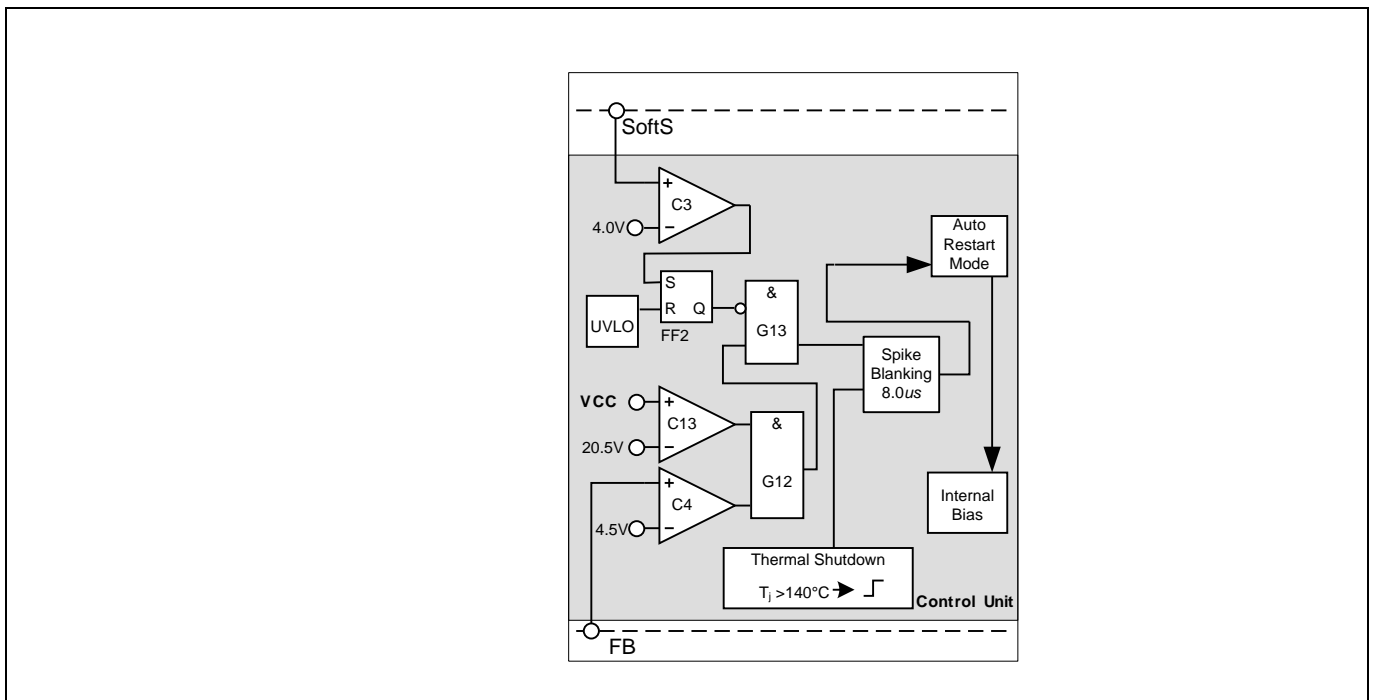 SoftS
+
C3
4.0V
−
Auto
Restart
Mode
S
R Q
&
G13
UVLO
FF2
Spike
Blanking
8.0us
VCC
+
C13
20.5V
−
&
G12
+
C4
4.5V
−
Internal
Bias
Thermal Shutdown
Tj >140°C
Control Unit
FB